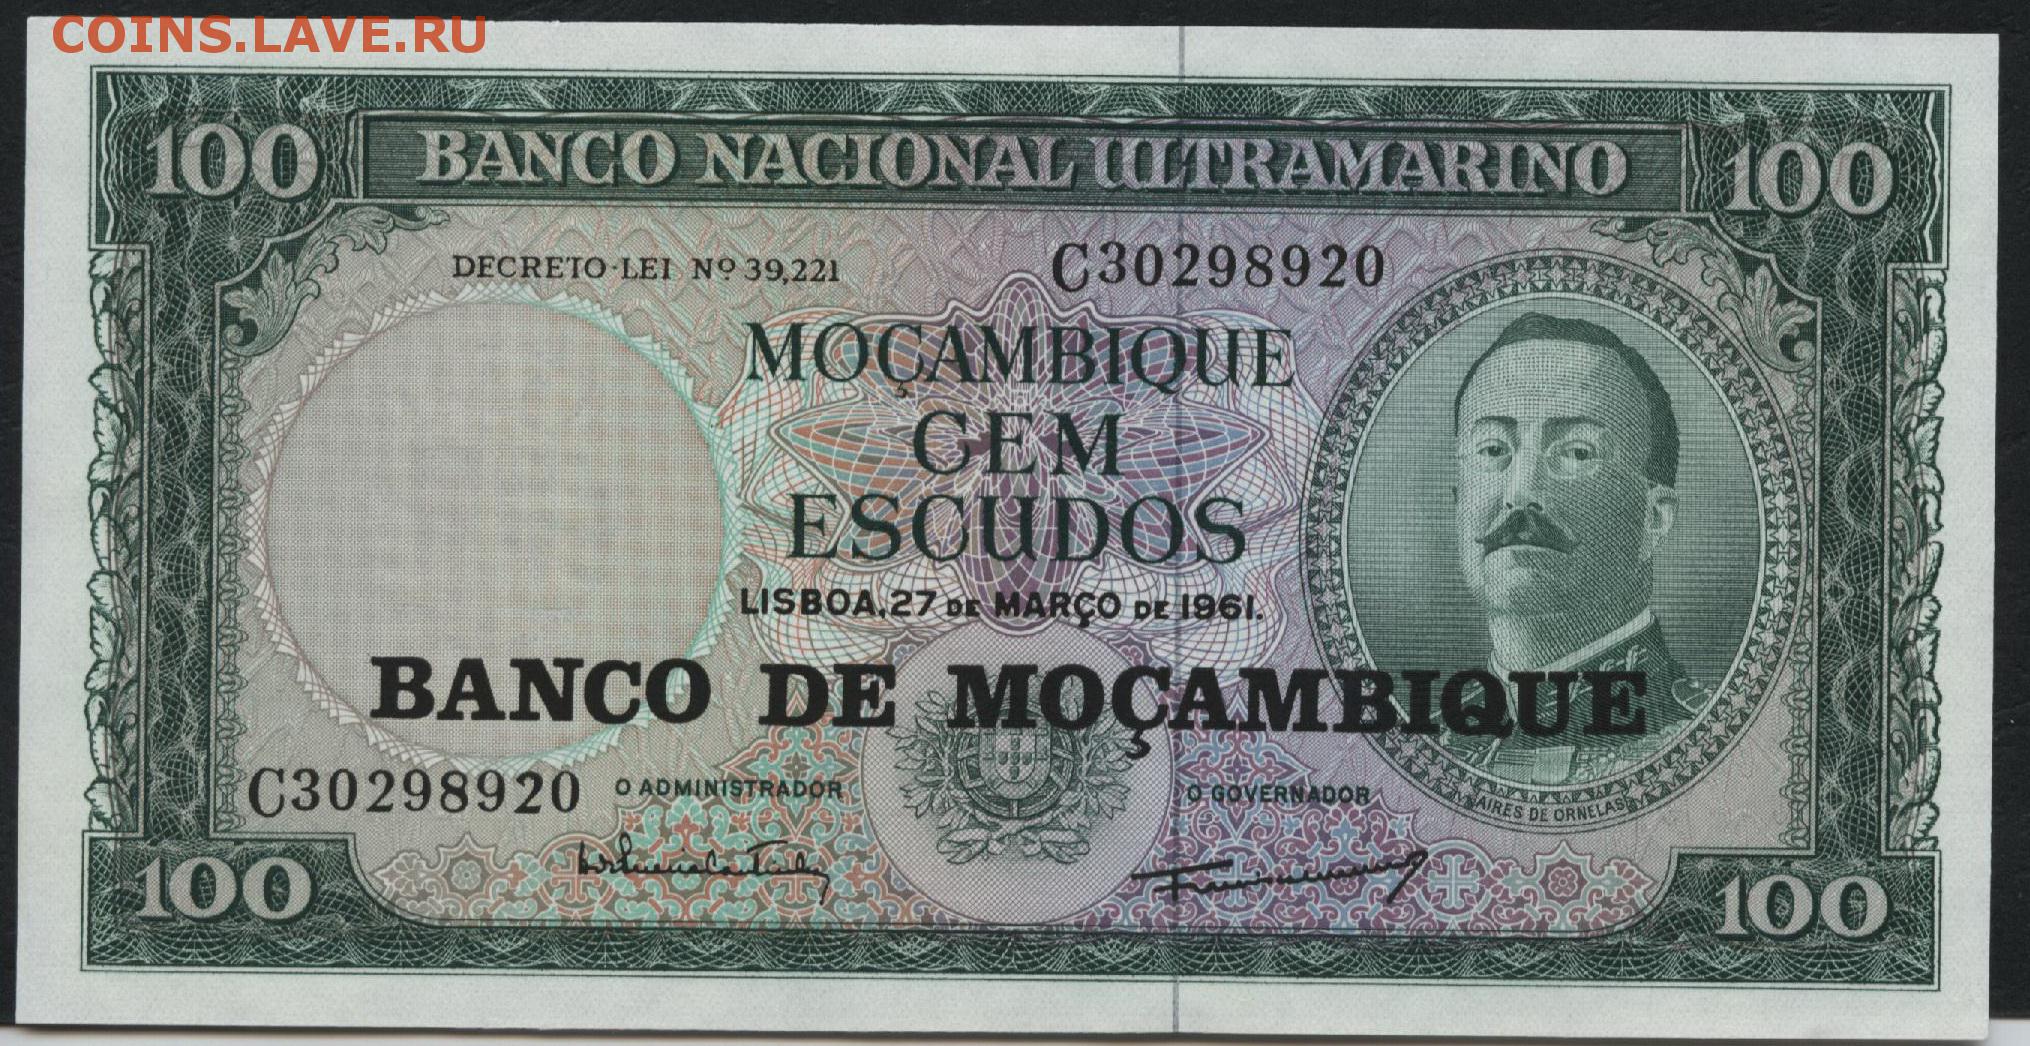 COINS.LAVE.RU
100 BANCO NACIONAL ULTRAMARINO 100
DECRETO-LEI Nº 39,221
C30298920
MOÇAMBIQUE
CEM
ESCUDOS
LISBOA, 27 DE MARÇO DE 1961.
BANCO DE MOÇAMBIQUE
C30298920
O ADMINISTRADOR
O GOVERNADOR
AIRES DE ORNELAS
100
100